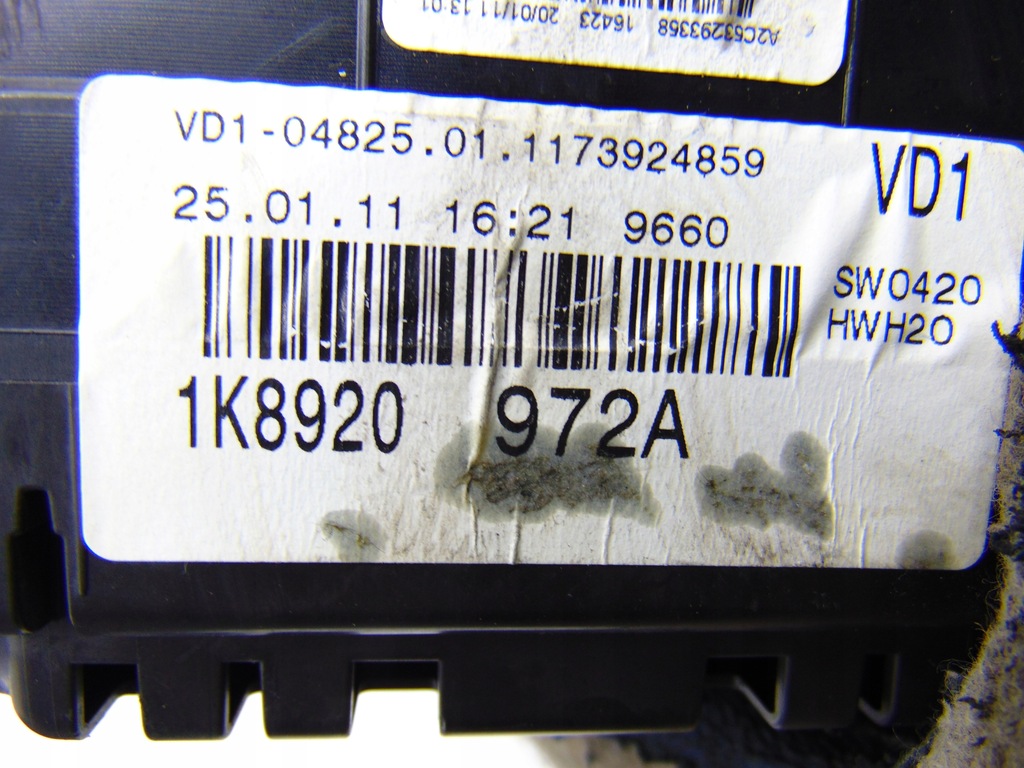 A2C53293358 16423 20/01/11 13:01
VD1-04825.01.1173924859
VD1
25.01.11 16:21 9660
SW0420
HWH20
1K8920 972A